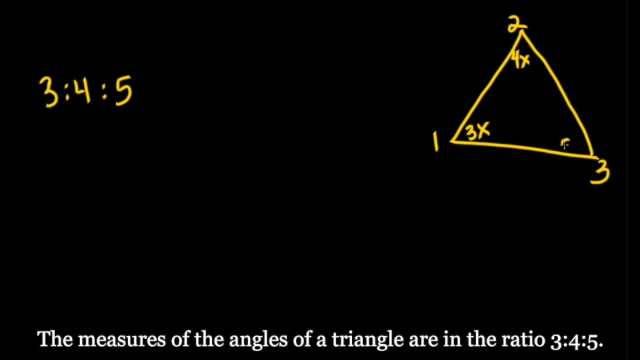 2
4x
3:4:5
1
3x
3
The measures of the angles of a triangle are in the ratio 3:4:5.